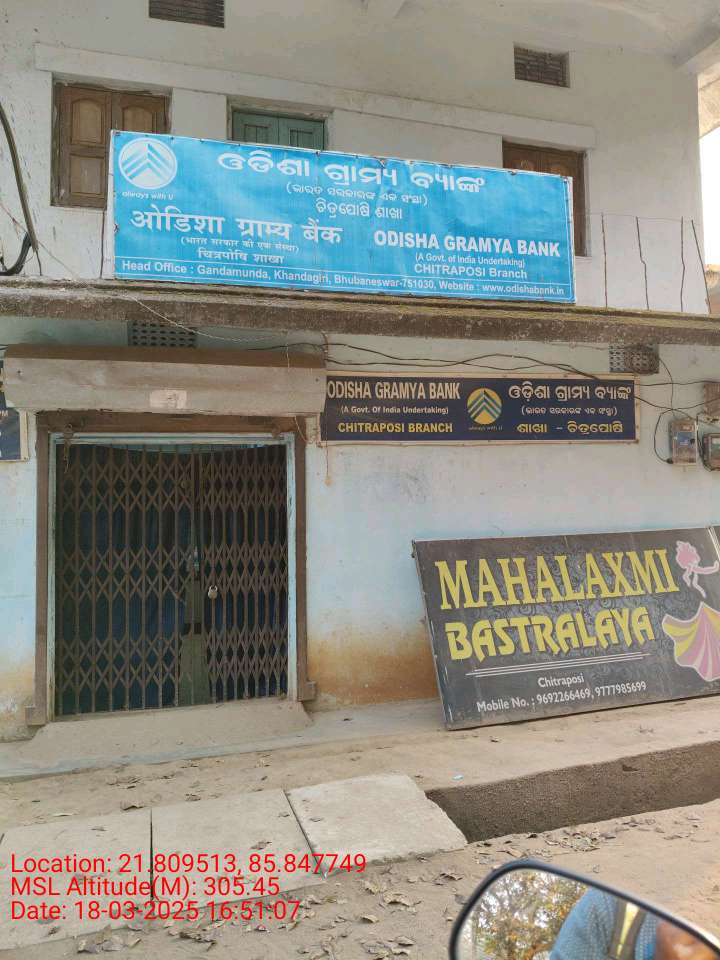 ଓଡିଶା ଗ୍ରାମ୍ୟ ବ୍ୟାଙ୍କ
(ଭାରତ ସରକାରଙ୍କ ଏକ ସଂସ୍ଥା)
ଚିତ୍ରପୋଷି ଶାଖା
always with U
ओडिशा ग्राम्य बैंक
(भारत सरकार की एक संस्था)
चित्रपोषि शाखा
ODISHA GRAMYA BANK
(A Govt. of India Undertaking)
CHITRAPOSI Branch
Head Office : Gandamunda, Khandagiri, Bhubaneswar-751030, Website : www.odishabank.in
ODISHA GRAMYA BANK
(A Govt. Of India Undertaking)
CHITRAPOSI BRANCH
always with U
ଓଡ଼ିଶା ଗ୍ରାମ୍ୟ ବ୍ୟାଙ୍କ
(ଭାରତ ସରକାରଙ୍କ ଏକ ସଂସ୍ଥା)
ଶାଖା - ଚିତ୍ରପୋଷି
MAHALAXMI
BASTRALAYA
Chitraposi
Mobile No. : 9692266469, 9777985699
Location: 21.809513, 85.847749
MSL Altitude(M): 305.45
Date: 18-03-2025 16:51:07